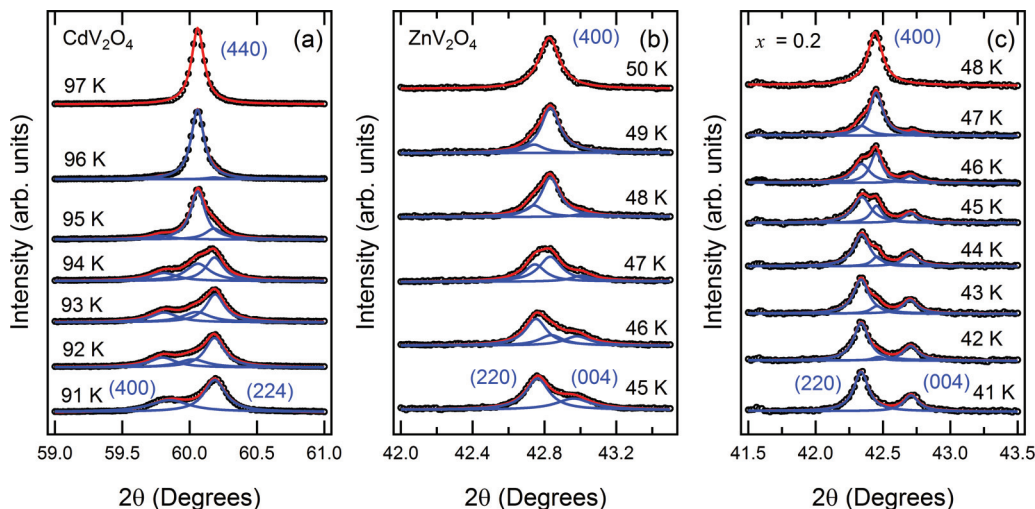 CdV₂O₄
(a)
(440)
97 K
96 K
95 K
94 K
93 K
92 K
91 K
(400)
(224)
59.0 59.5 60.0 60.5 61.0
2θ (Degrees)
Intensity (arb. units)
ZnV₂O₄
(400)
(b)
50 K
49 K
48 K
47 K
46 K
45 K
(220)
(004)
42.0 42.4 42.8 43.2
2θ (Degrees)
Intensity (arb. units)
x = 0.2
(400)
(c)
48 K
47 K
46 K
45 K
44 K
43 K
42 K
41 K
(220)
(004)
41.5 42.0 42.5 43.0 43.5
2θ (Degrees)
Intensity (arb. units)